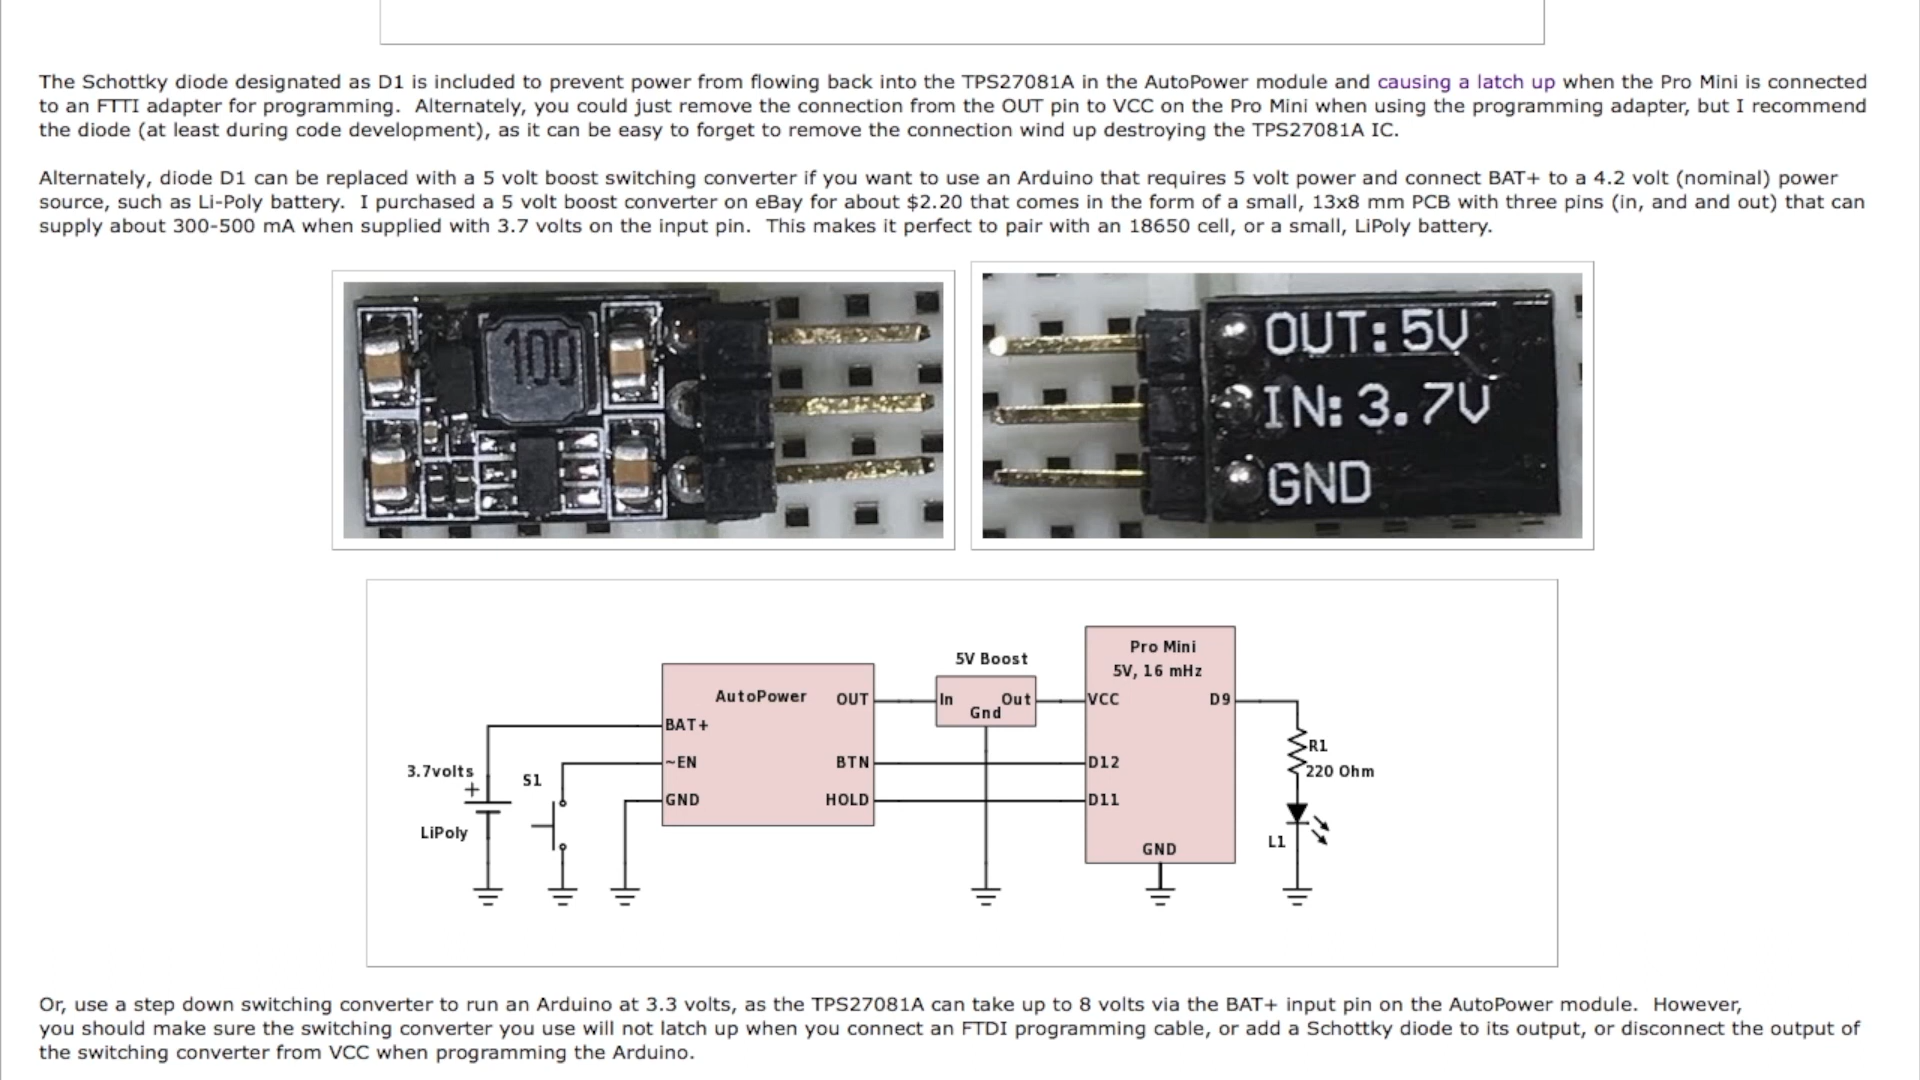 The Schottky diode designated as D1 is included to prevent power from flowing back into the TPS27081A in the AutoPower module and causing a latch up when the Pro Mini is connected
to an FTTI adapter for programming.  Alternately, you could just remove the connection from the OUT pin to VCC on the Pro Mini when using the programming adapter, but I recommend
the diode (at least during code development), as it can be easy to forget to remove the connection wind up destroying the TPS27081A IC.
Alternately, diode D1 can be replaced with a 5 volt boost switching converter if you want to use an Arduino that requires 5 volt power and connect BAT+ to a 4.2 volt (nominal) power
source, such as Li-Poly battery.  I purchased a 5 volt boost converter on eBay for about $2.20 that comes in the form of a small, 13x8 mm PCB with three pins (in, and and out) that can
supply about 300-500 mA when supplied with 3.7 volts on the input pin.  This makes it perfect to pair with an 18650 cell, or a small, LiPoly battery.
100
OUT: 5V
IN: 3.7V
GND
Pro Mini
5V, 16 mHz
5V Boost
AutoPower
OUT
In
Out
Gnd
VCC
D9
BAT+
~EN
BTN
D12
GND
HOLD
D11
3.7volts
+
S1
LiPoly
R1
220 Ohm
L1
GND
Or, use a step down switching converter to run an Arduino at 3.3 volts, as the TPS27081A can take up to 8 volts via the BAT+ input pin on the AutoPower module.  However,
you should make sure the switching converter you use will not latch up when you connect an FTDI programming cable, or add a Schottky diode to its output, or disconnect the output of
the switching converter from VCC when programming the Arduino.